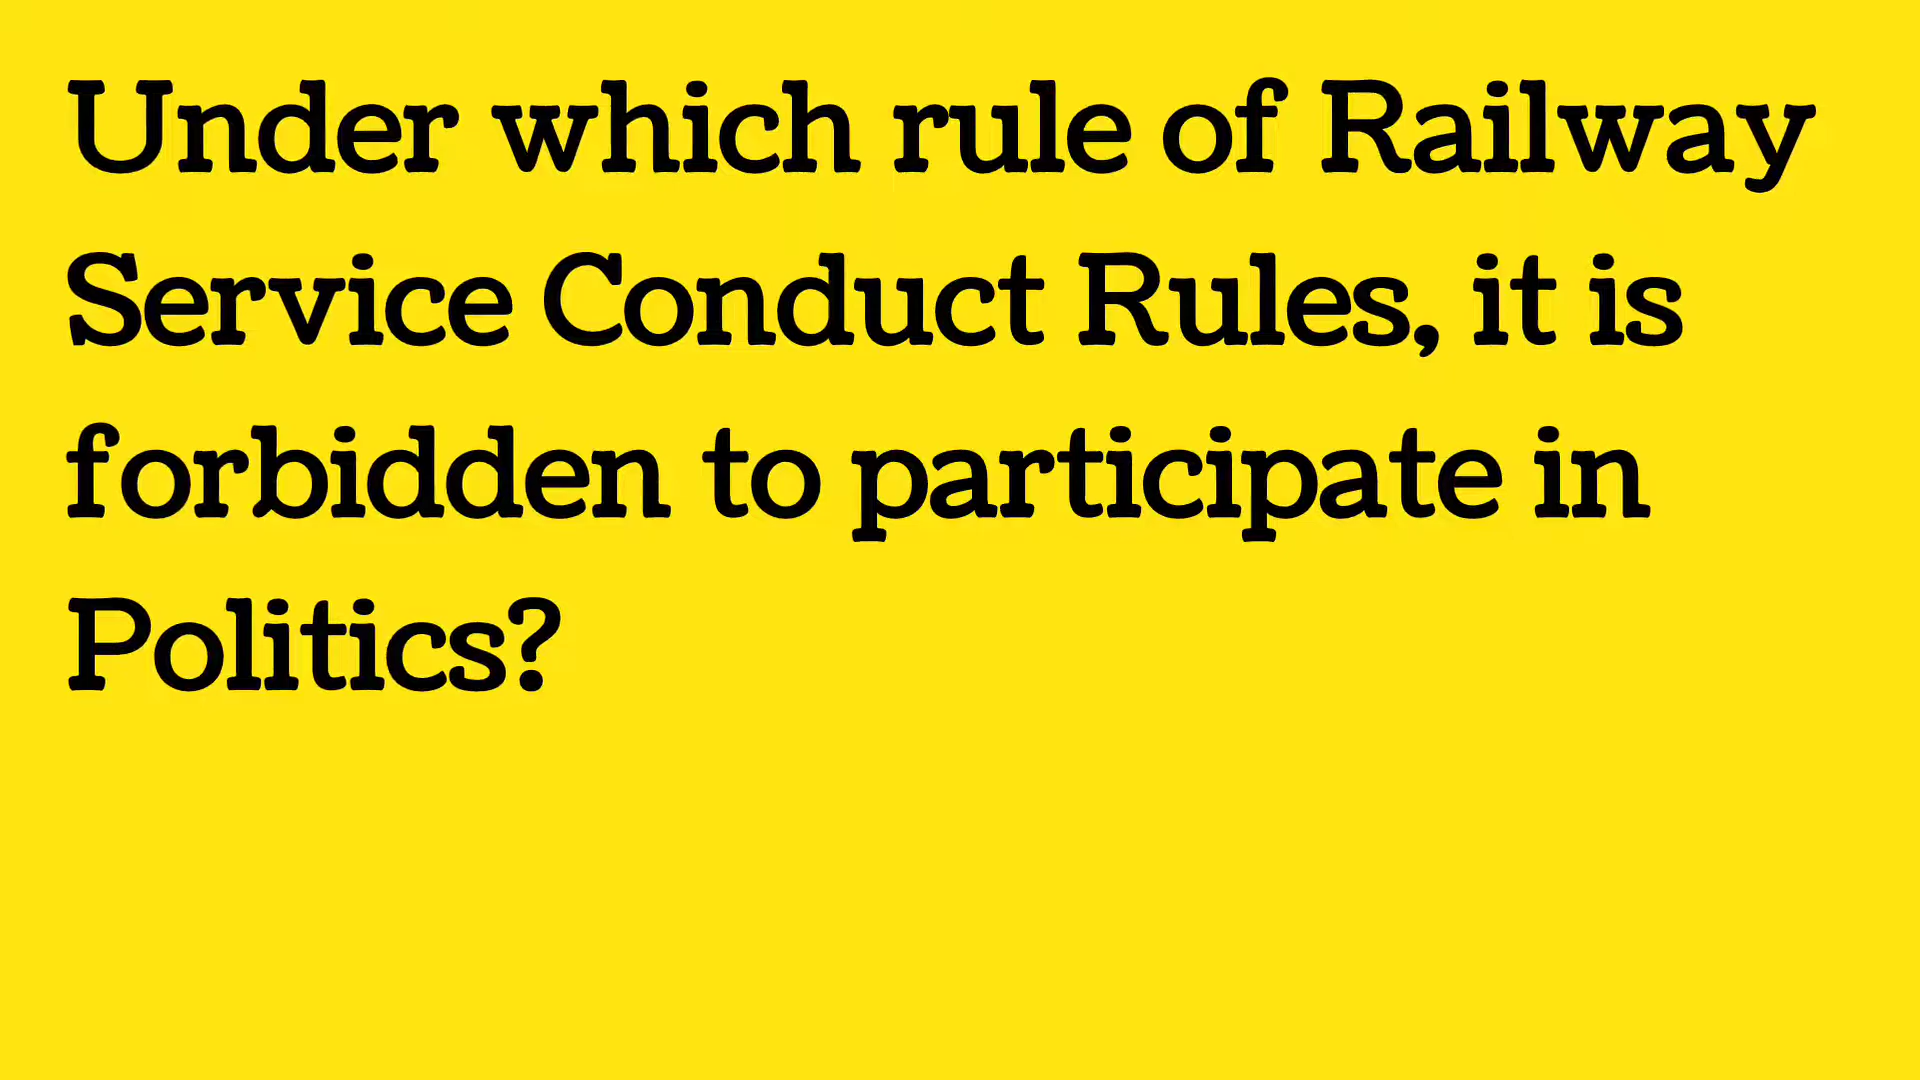 Under which rule of Railway
Service Conduct Rules, it is
forbidden to participate in
Politics?